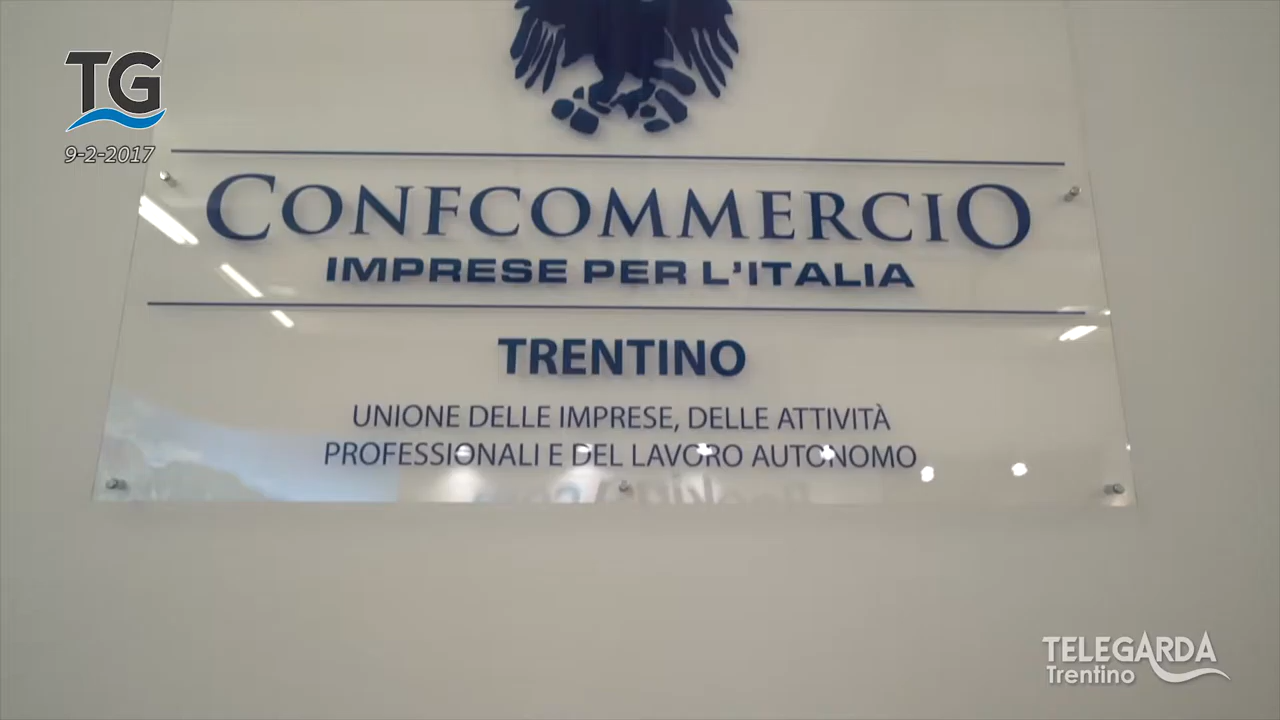 TG
9-2-2017
CONFCOMMERCIO
IMPRESE PER L'ITALIA
TRENTINO
UNIONE DELLE IMPRESE, DELLE ATTIVITÀ
PROFESSIONALI E DEL LAVORO AUTONOMO
TELEGARDA
Trentino